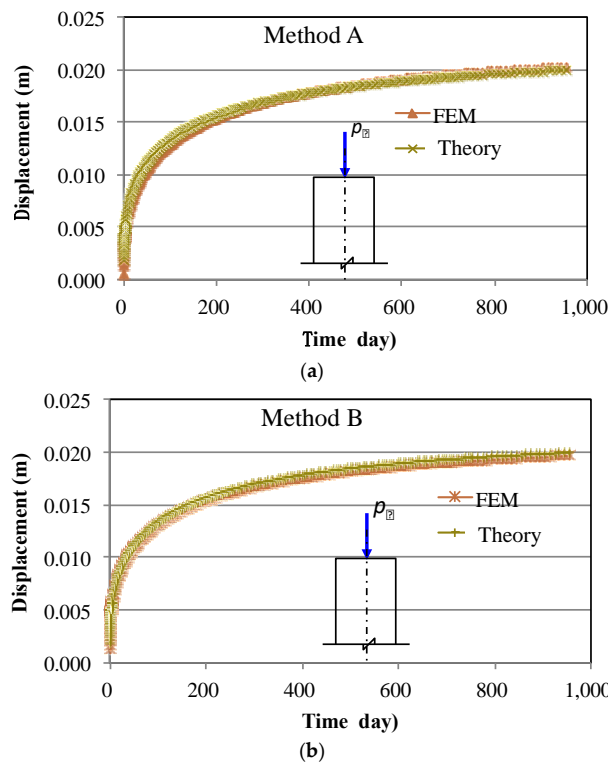 Method A
Displacement (m)
0.025
0.020
0.015
0.010
0.005
0.000
FEM
Theory
p
0 200 400 600 800 1,000
Time day)
(a)
Method B
Displacement (m)
0.025
0.020
0.015
0.010
0.005
0.000
FEM
Theory
p
0 200 400 600 800 1,000
Time day)
(b)